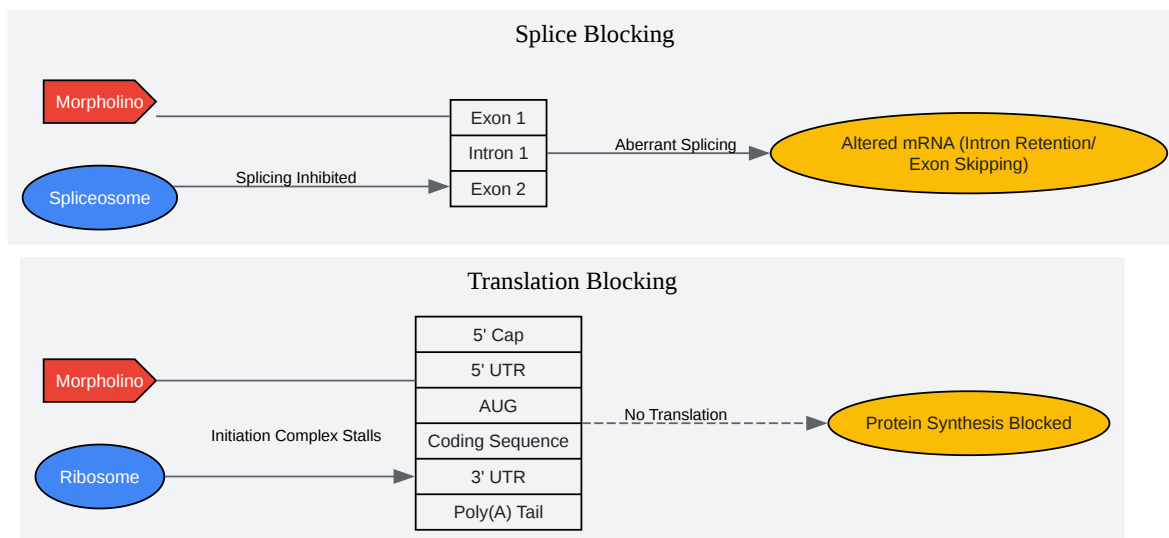 Splice Blocking
Morpholino
Spliceosome
Splicing Inhibited
Exon 1
Intron 1
Exon 2
Aberrant Splicing
Altered mRNA (Intron Retention/
Exon Skipping)
Translation Blocking
Morpholino
Ribosome
Initiation Complex Stalls
5' Cap
5' UTR
AUG
Coding Sequence
3' UTR
Poly(A) Tail
No Translation
Protein Synthesis Blocked